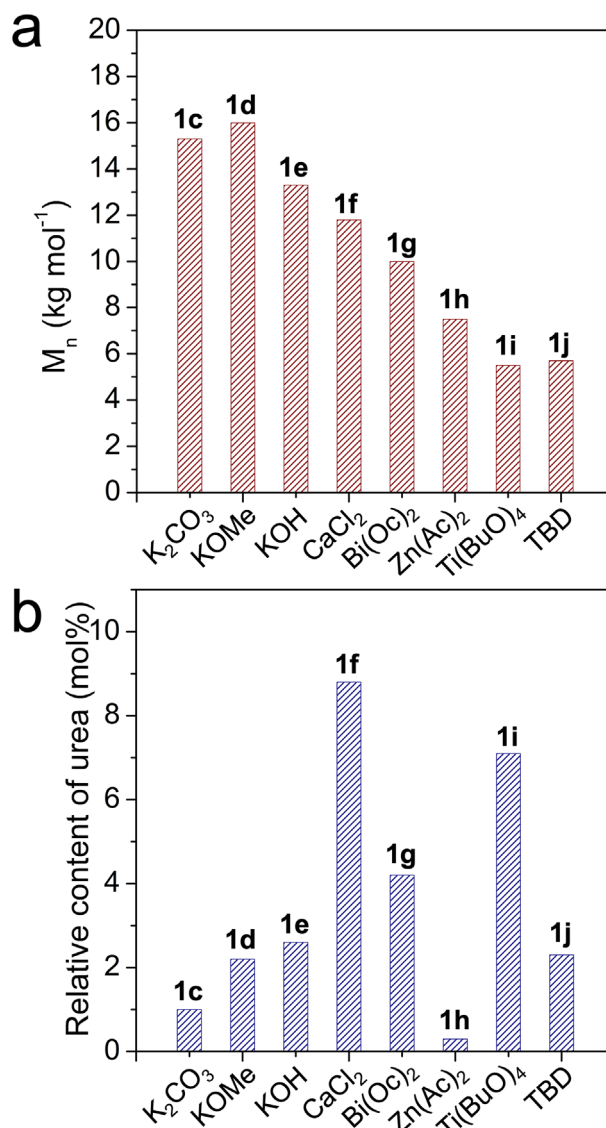 a
M_n (kg mol⁻¹)
20
18
16
14
12
10
8
6
4
2
0
1c
1d
1e
1f
1g
1h
1i
1j
K₂CO₃
KOMe
KOH
CaCl₂
Bi(Oc)₂
Zn(Ac)₂
Ti(BuO)₄
TBD
b
Relative content of urea (mol%)
10
8
6
4
2
0
1c
1d
1e
1f
1g
1h
1i
1j
K₂CO₃
KOMe
KOH
CaCl₂
Bi(Oc)₂
Zn(Ac)₂
Ti(BuO)₄
TBD